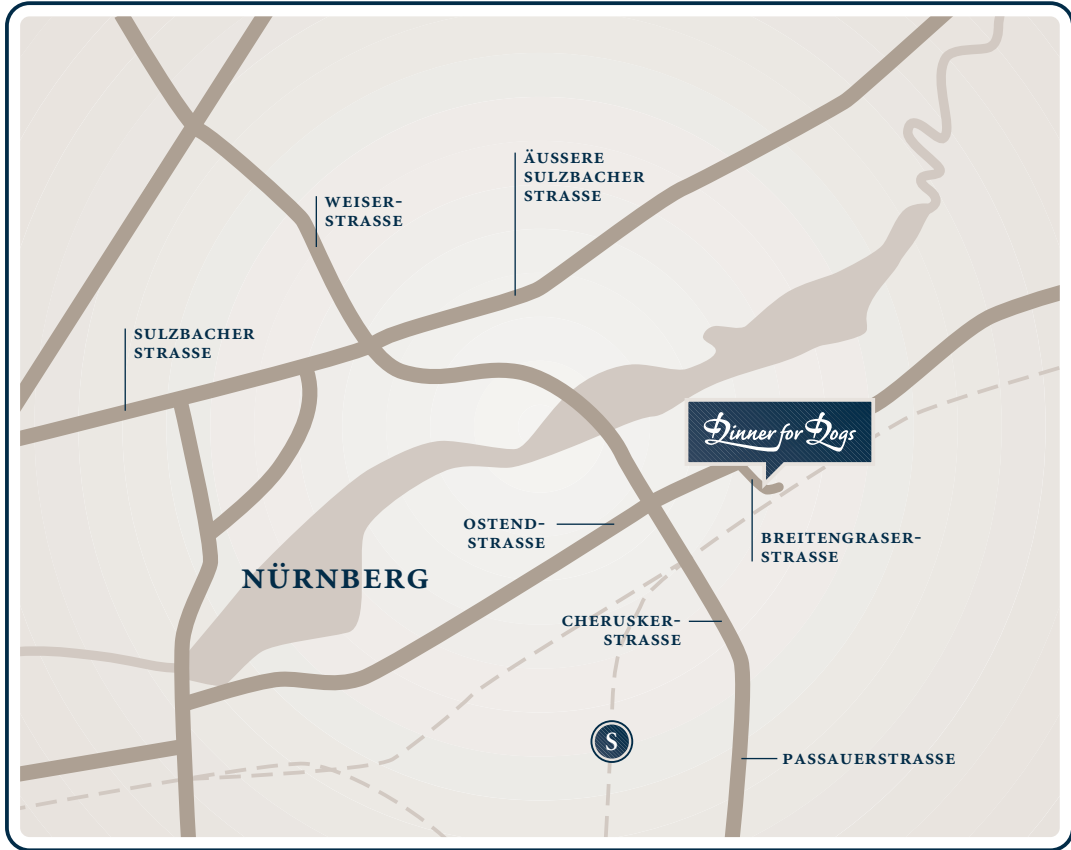 ÄUSSERE
SULZBACHER
STRASSE
WEISER-
STRASSE
SULZBACHER
STRASSE
Dinner for Dogs
OSTEND-
STRASSE
BREITENGRASER-
STRASSE
NÜRNBERG
CHERUSKER-
STRASSE
S
PASSAUERSTRASSE